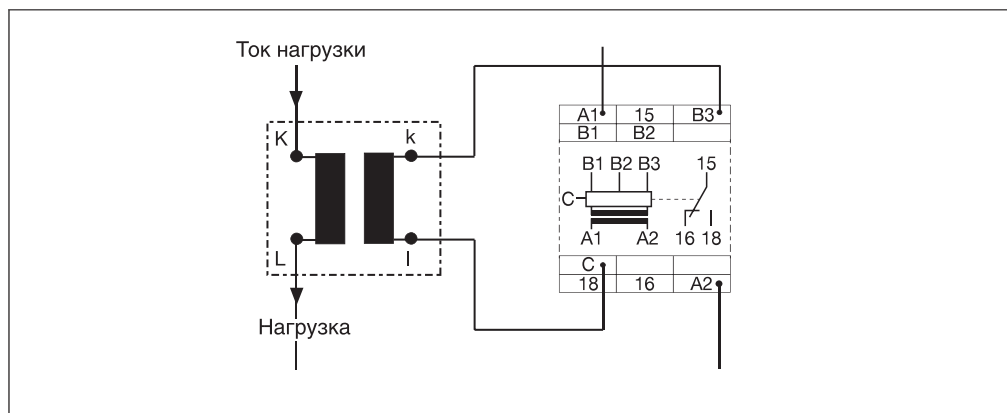 Ток нагрузки
K k
L l
Нагрузка
A1 15 B3
B1 B2
B1 B2 B3 15
C
A1 A2 16 18
C
18 16 A2